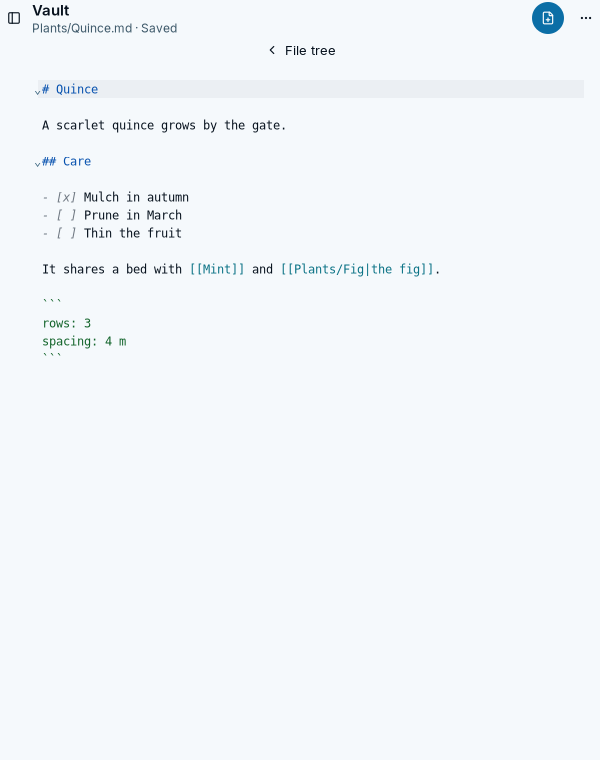 Vault
Plants/Quince.md · Saved
File tree
# Quince
A scarlet quince grows by the gate.
## Care
- [x] Mulch in autumn
- [ ] Prune in March
- [ ] Thin the fruit
It shares a bed with [[Mint]] and [[Plants/Fig|the fig]].
```
rows: 3
spacing: 4 m
```